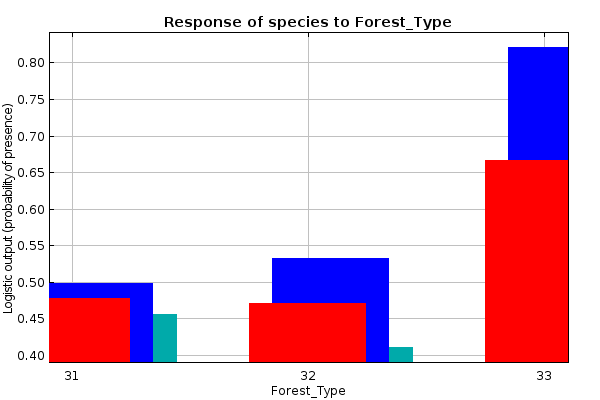 Response of species to Forest_Type
Logistic output (probability of presence)
0.80
0.75
0.70
0.65
0.60
0.55
0.50
0.45
0.40
31 32 33
Forest_Type